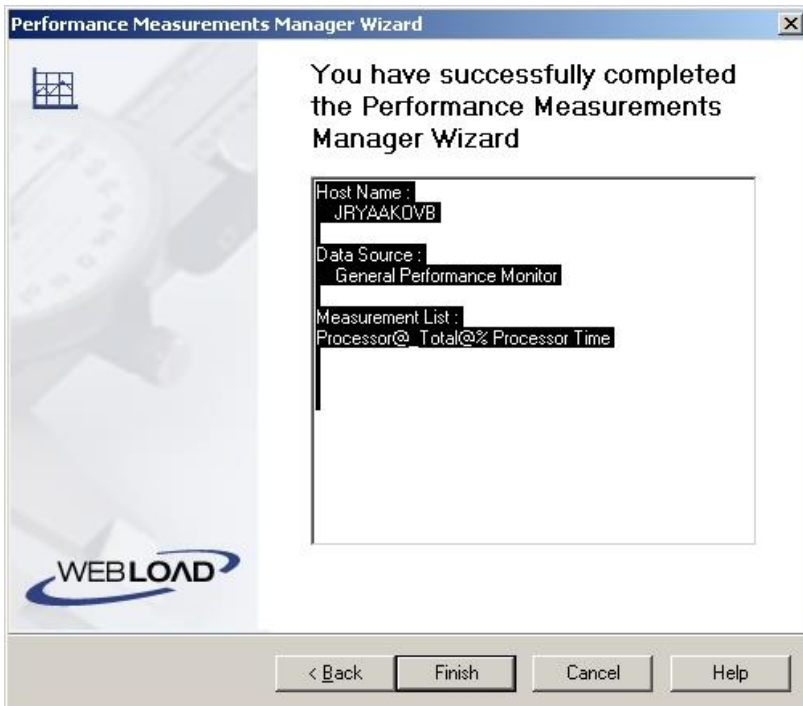 Performance Measurements Manager Wizard
You have successfully completed
the Performance Measurements
Manager Wizard
Host Name :
JRYAAKOVB
Data Source :
General Performance Monitor
Measurement List :
Processor@_Total@% Processor Time
WEBLOAD
< Back
Finish
Cancel
Help